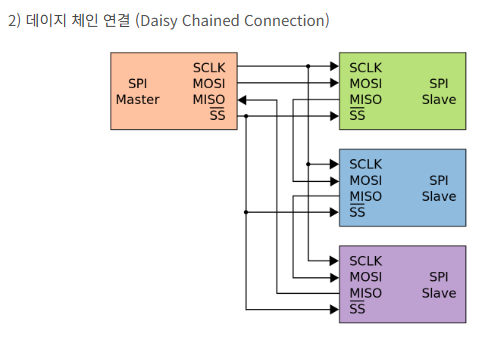 2) 데이지 체인 연결 (Daisy Chained Connection)
SPI Master
SCLK
MOSI
MISO
SS
SCLK
MOSI
MISO
SS
SPI Slave
SCLK
MOSI
MISO
SS
SPI Slave
SCLK
MOSI
MISO
SS
SPI Slave